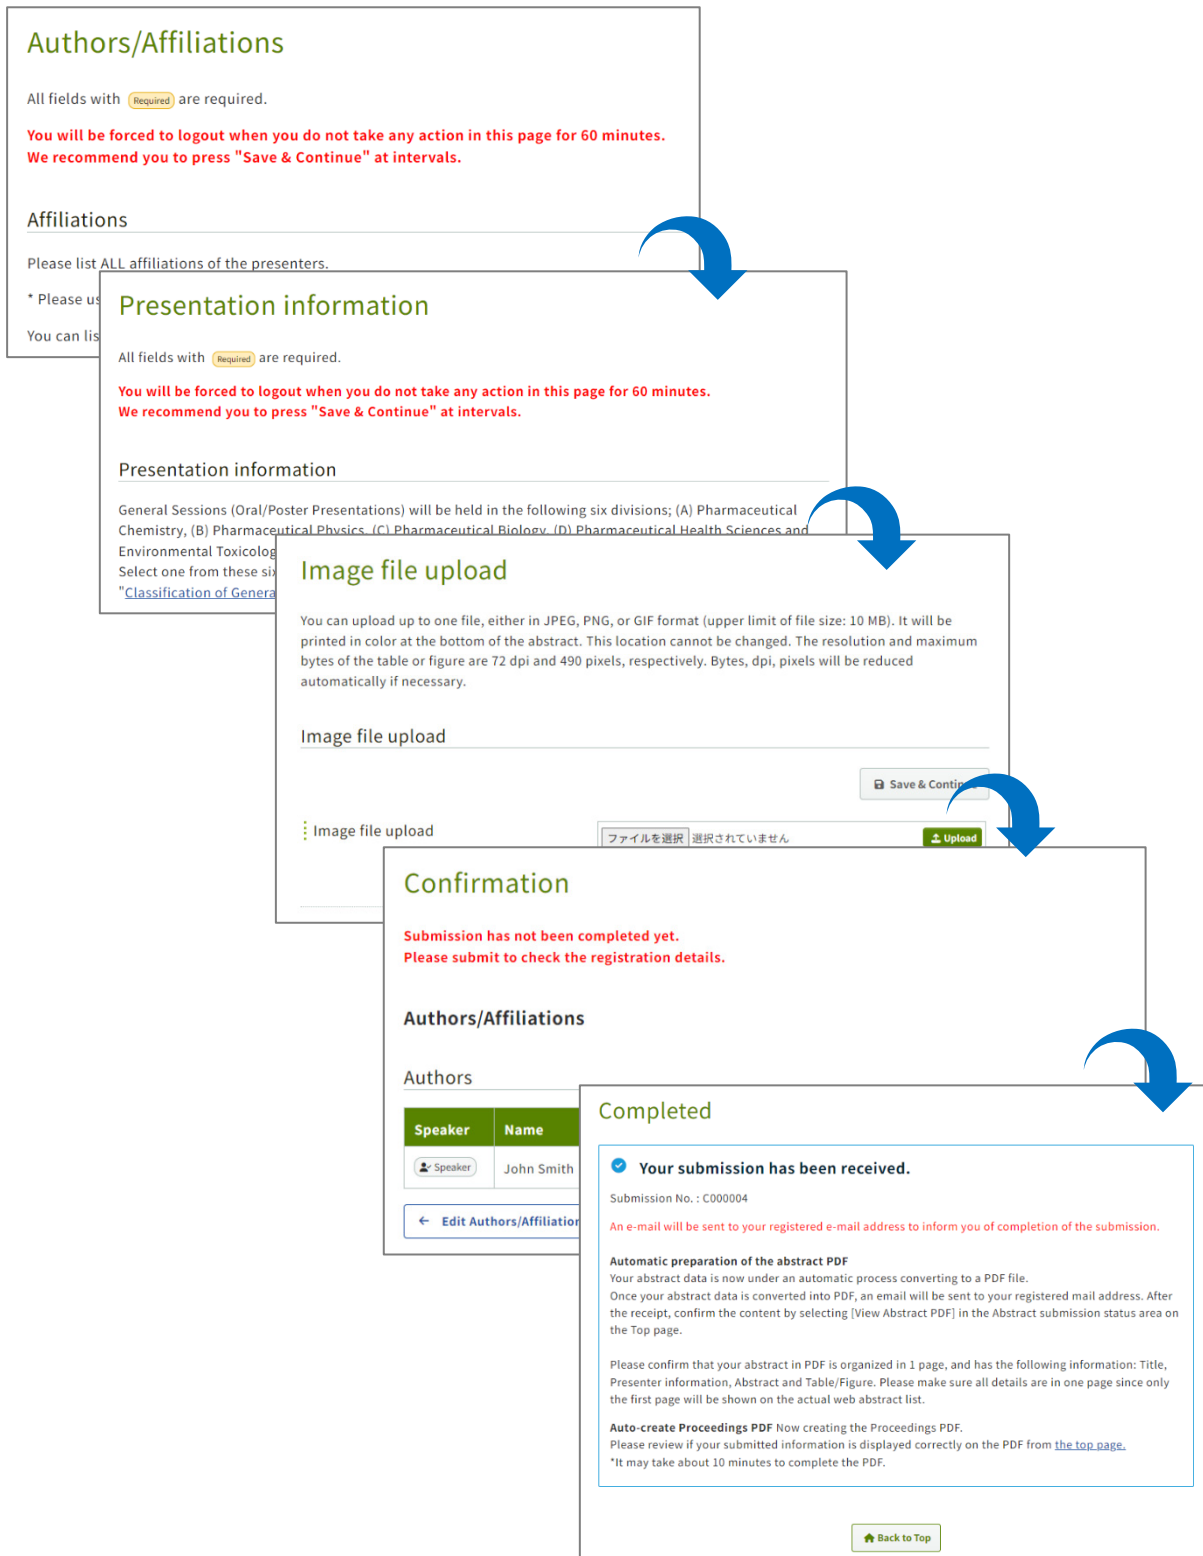 Authors/Affiliations
All fields with Required are required.
You will be forced to logout when you do not take any action in this page for 60 minutes.
We recommend you to press "Save & Continue" at intervals.
Affiliations
Please list ALL affiliations of the presenters.
* Please us
You can lis
Presentation information
All fields with Required are required.
You will be forced to logout when you do not take any action in this page for 60 minutes.
We recommend you to press "Save & Continue" at intervals.
Presentation information
General Sessions (Oral/Poster Presentations) will be held in the following six divisions; (A) Pharmaceutical
Chemistry, (B) Pharmaceutical Physics, (C) Pharmaceutical Biology, (D) Pharmaceutical Health Sciences and
Environmental Toxicolog
Select one from these six
"Classification of Genera
Image file upload
You can upload up to one file, either in JPEG, PNG, or GIF format (upper limit of file size: 10 MB). It will be
printed in color at the bottom of the abstract. This location cannot be changed. The resolution and maximum
bytes of the table or figure are 72 dpi and 490 pixels, respectively. Bytes, dpi, pixels will be reduced
automatically if necessary.
Image file upload
Save & Contin
Image file upload
ファイルを選択 選択されていません
Upload
Confirmation
Submission has not been completed yet.
Please submit to check the registration details.
Authors/Affiliations
Authors
Speaker Name
Speaker John Smith
← Edit Authors/Affiliation
Completed
Your submission has been received.
Submission No. : C000004
An e-mail will be sent to your registered e-mail address to inform you of completion of the submission.
Automatic preparation of the abstract PDF
Your abstract data is now under an automatic process converting to a PDF file.
Once your abstract data is converted into PDF, an email will be sent to your registered mail address. After
the receipt, confirm the content by selecting [View Abstract PDF] in the Abstract submission status area on
the Top page.
Please confirm that your abstract in PDF is organized in 1 page, and has the following information: Title,
Presenter information, Abstract and Table/Figure. Please make sure all details are in one page since only
the first page will be shown on the actual web abstract list.
Auto-create Proceedings PDF Now creating the Proceedings PDF.
Please review if your submitted information is displayed correctly on the PDF from the top page.
*It may take about 10 minutes to complete the PDF.
Back to Top